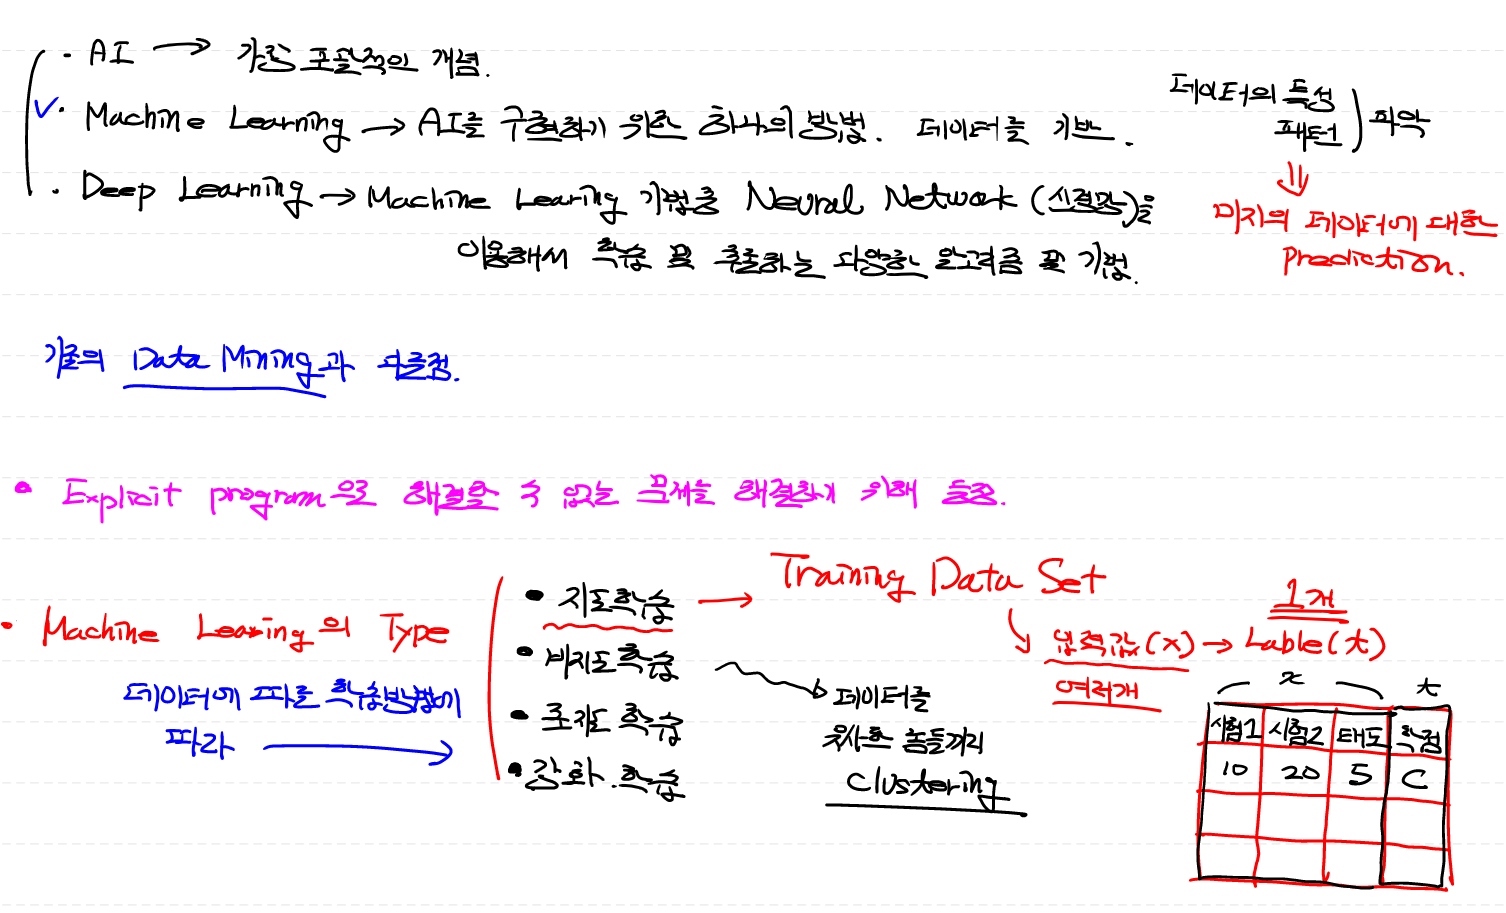 · AI → 가장 포괄적인 개념.
✓· Machine Learning → AI를 구현하기 위한 하나의 방법. 데이터를 기반.
데이터의 특성
패턴 ) 파악
⇓
미지의 데이터에 대한
Prediction.
· Deep Learning → Machine Learing 기법중 Neural Network (신경망)을
이용해서 학습 및 추출하는 다양한 알고리즘 및 기법.
기존의 Data Mining과 다른점.
• Explicit program으로 해결할 수 없는 문제를 해결하기 위해 등장.
• Machine Learing의 Type
데이터에 따른 학습방법에
따라 →
• 지도학습 → Training Data Set
• 비지도 학습
• 준지도 학습
• 강화 학습
데이터를
유사한 놈들끼리
Clustering
1개
입력값(x) → Lable(t)
여러개
x t
시험1 시험2 태도 학점
10 20 5 C